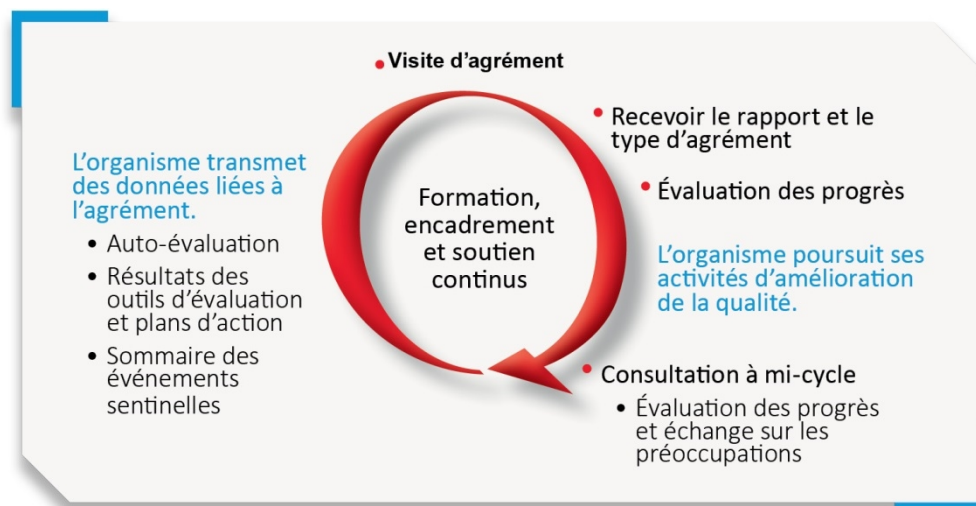 • Visite d'agrément
• Recevoir le rapport et le
type d'agrément
• Évaluation des progrès
L'organisme poursuit ses
activités d'amélioration
de la qualité.
• Consultation à mi-cycle
• Évaluation des progrès
et échange sur les
préoccupations
L'organisme transmet
des données liées à
l'agrément.
• Auto-évaluation
• Résultats des
outils d'évaluation
et plans d'action
• Sommaire des
événements
sentinelles
Formation,
encadrement
et soutien
continus